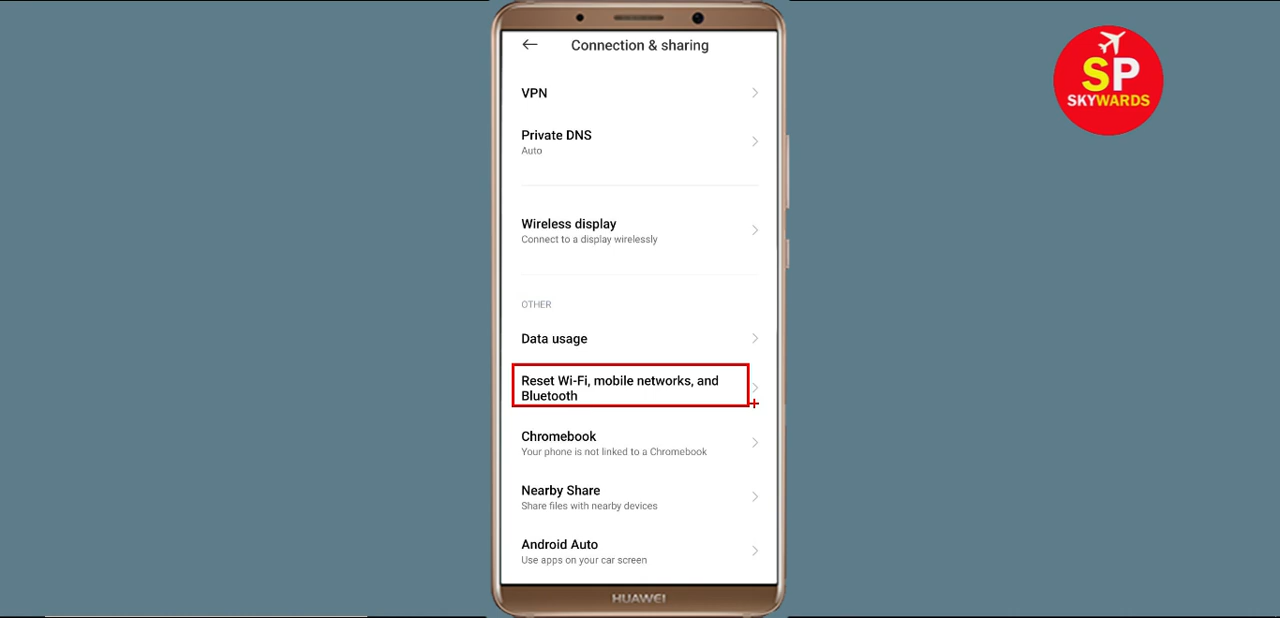 Connection & sharing
VPN
Private DNS
Auto
Wireless display
Connect to a display wirelessly
OTHER
Data usage
Reset Wi-Fi, mobile networks, and
Bluetooth
Chromebook
Your phone is not linked to a Chromebook
Nearby Share
Share files with nearby devices
Android Auto
Use apps on your car screen
HUAWEI
SP
SKYWARDS